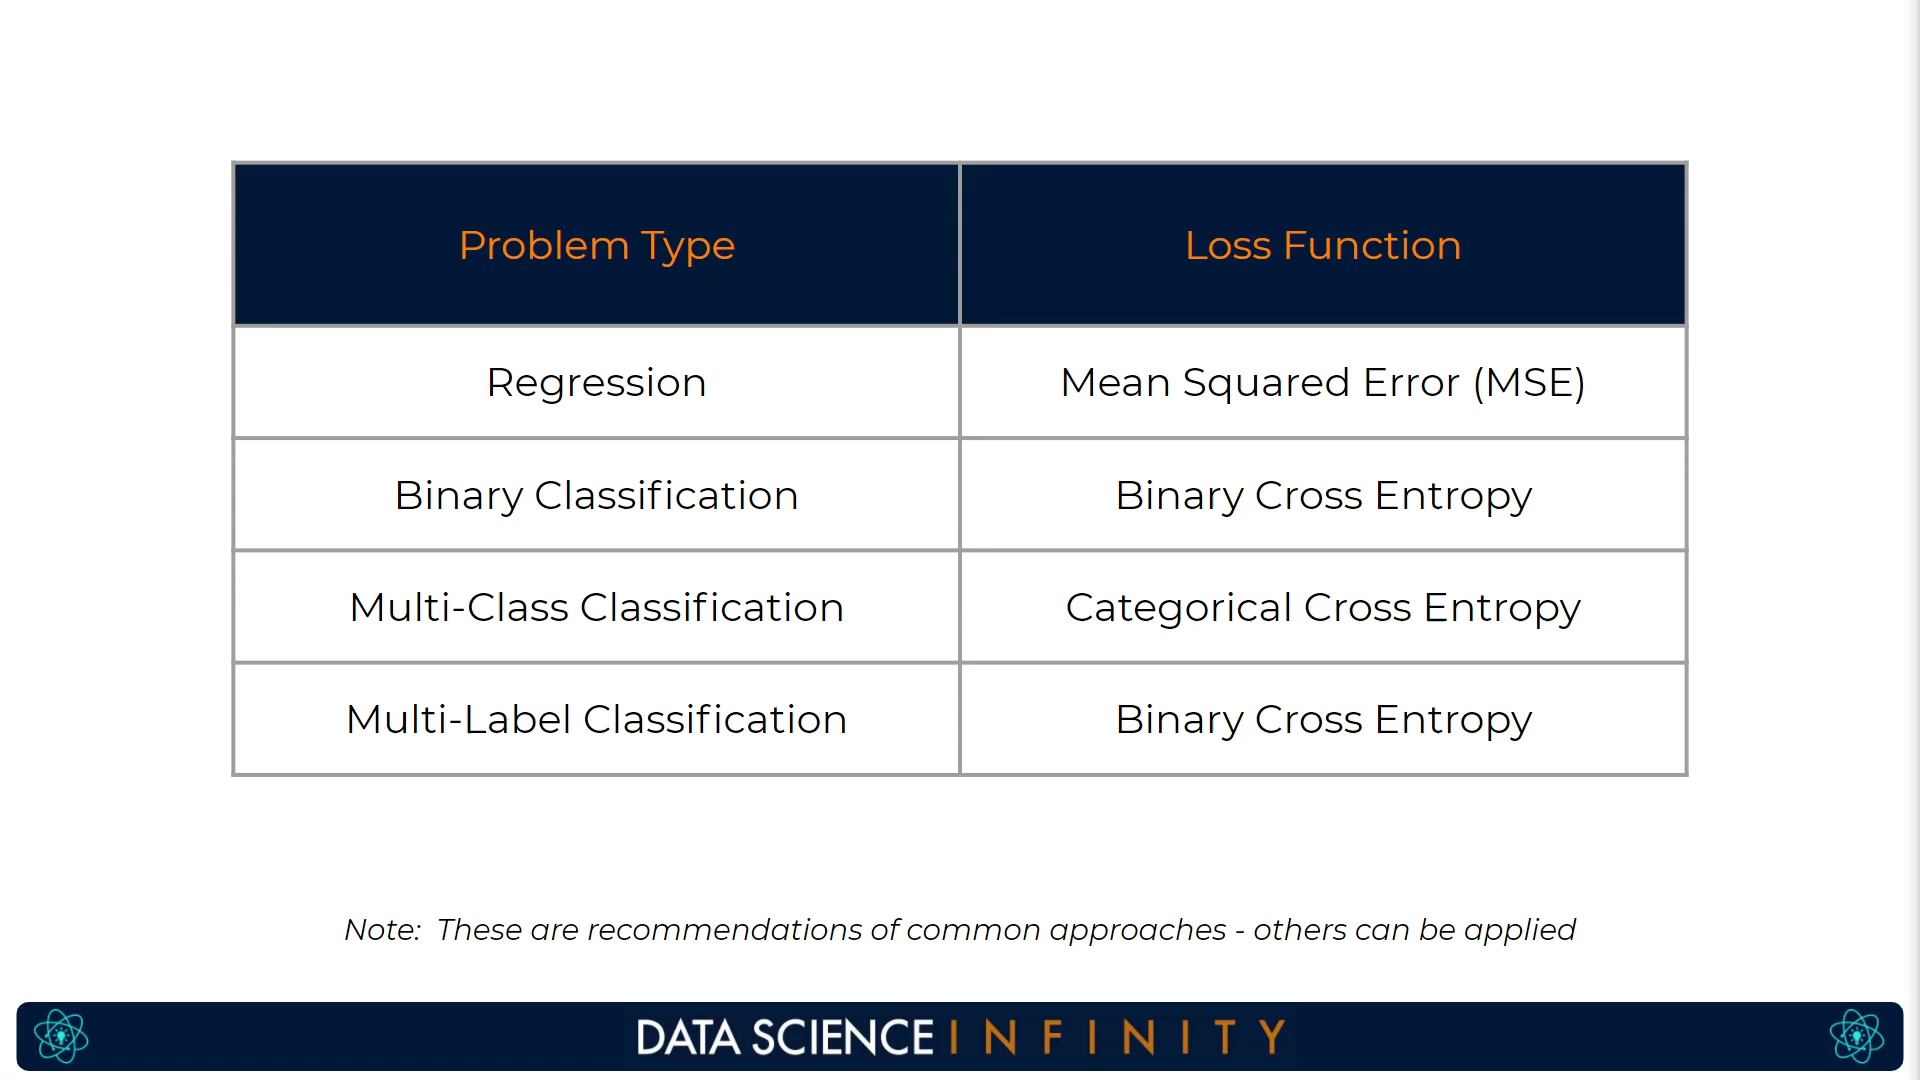 Problem Type
Loss Function
Regression
Mean Squared Error (MSE)
Binary Classification
Binary Cross Entropy
Multi-Class Classification
Categorical Cross Entropy
Multi-Label Classification
Binary Cross Entropy
Note: These are recommendations of common approaches - others can be applied
DATA SCIENCE INFINITY